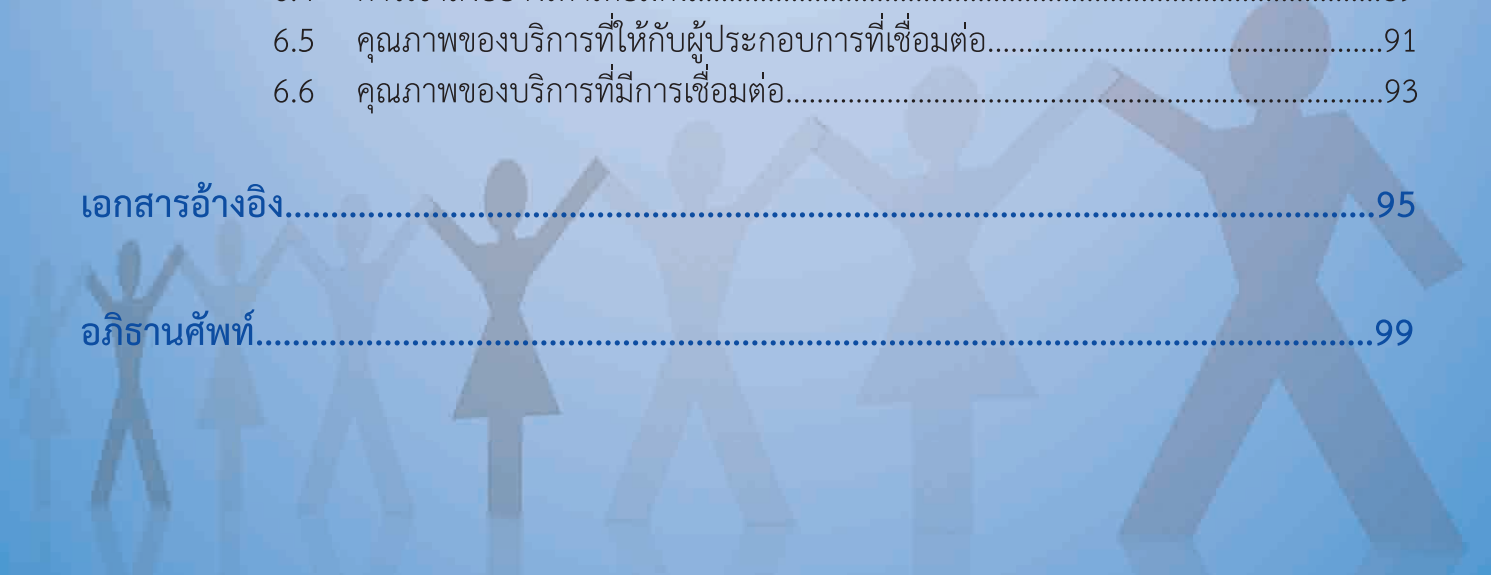 6.5 คุณภาพของบริการที่ให้กับผู้ประกอบการที่เชื่อมต่อ..................................................91
6.6 คุณภาพของบริการที่มีการเชื่อมต่อ............................................................................93
เอกสารอ้างอิง........................................................................................................................95
อภิธานศัพท์...........................................................................................................................99